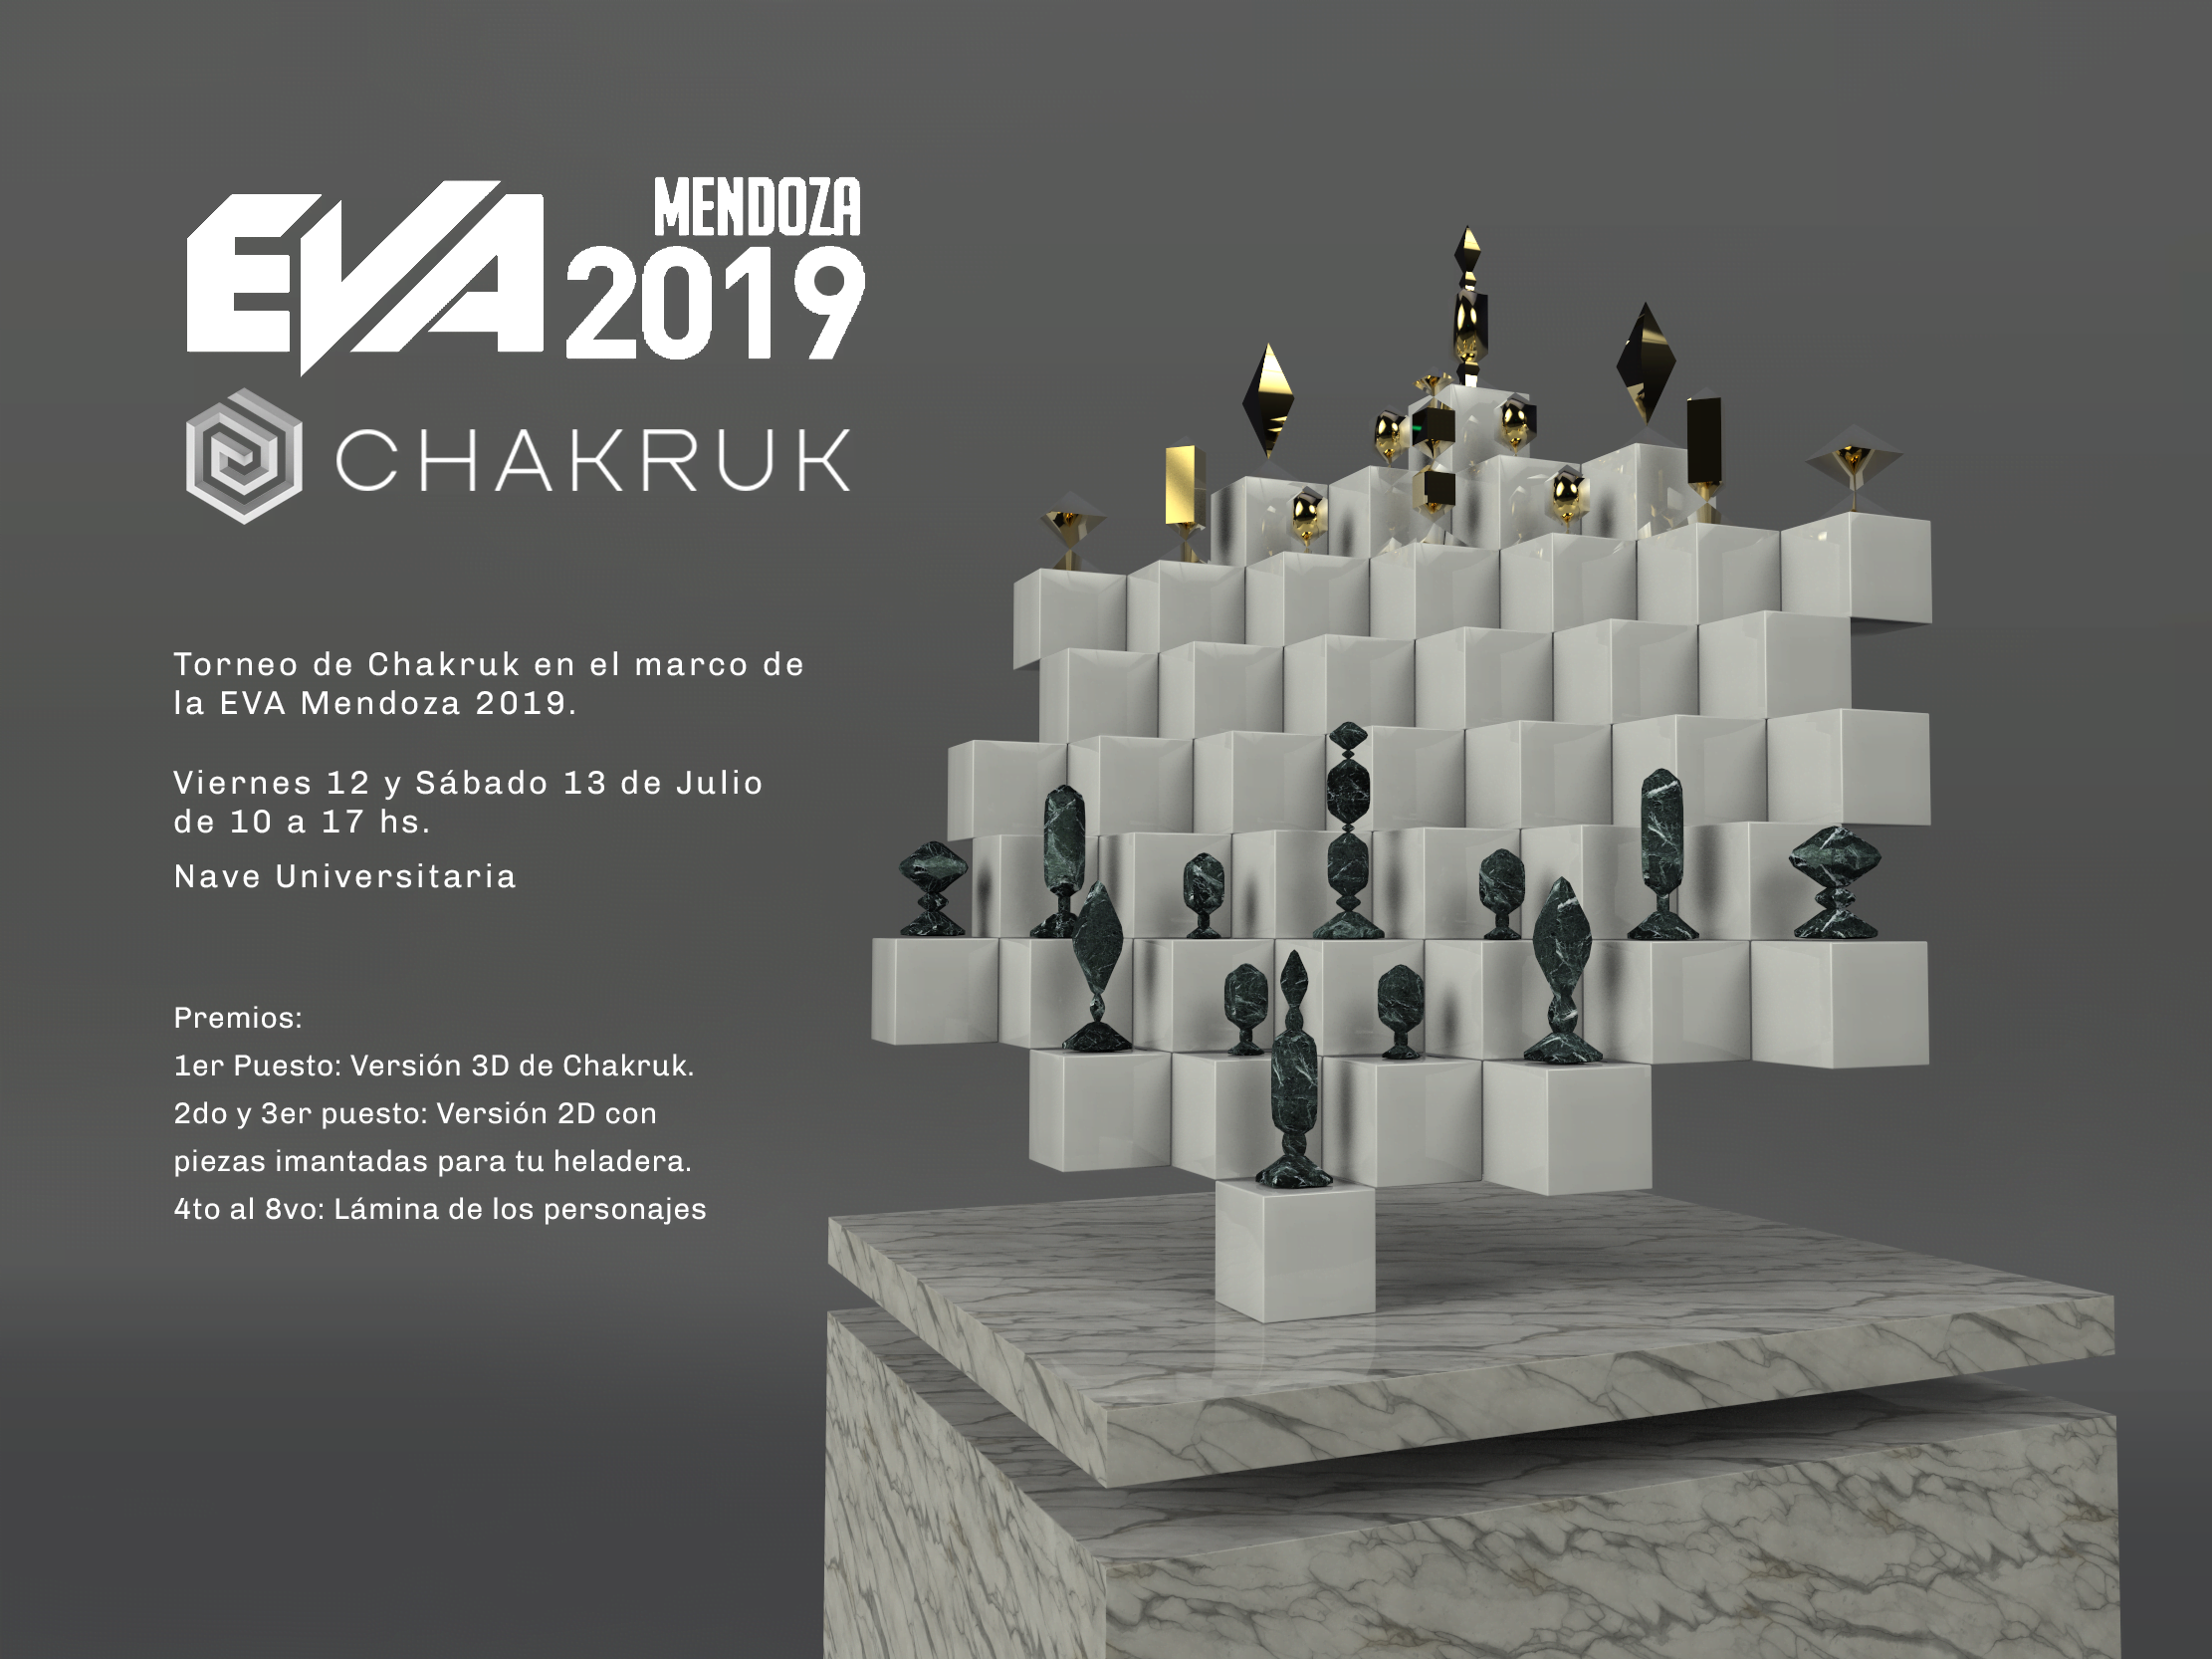 EVA MENDOZA 2019
CHAKRUK
Torneo de Chakruk en el marco de
la EVA Mendoza 2019.
Viernes 12 y Sábado 13 de Julio
de 10 a 17 hs.
Nave Universitaria
Premios:
1er Puesto: Versión 3D de Chakruk.
2do y 3er puesto: Versión 2D con
piezas imantadas para tu heladera.
4to al 8vo: Lámina de los personajes